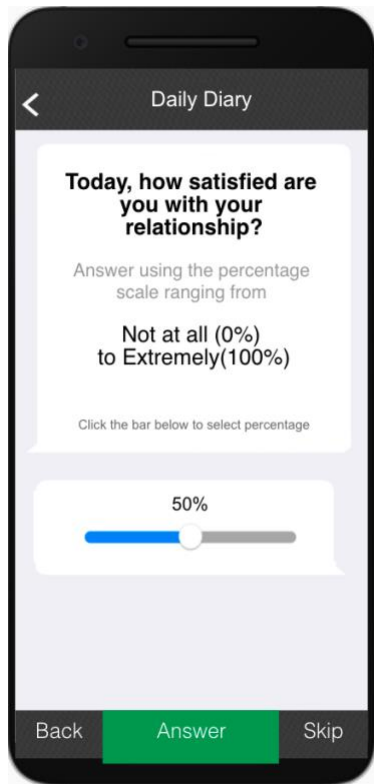 Daily Diary
Today, how satisfied are
you with your
relationship?
Answer using the percentage
scale ranging from
Not at all (0%)
to Extremely(100%)
Click the bar below to select percentage
50%
Back Answer Skip